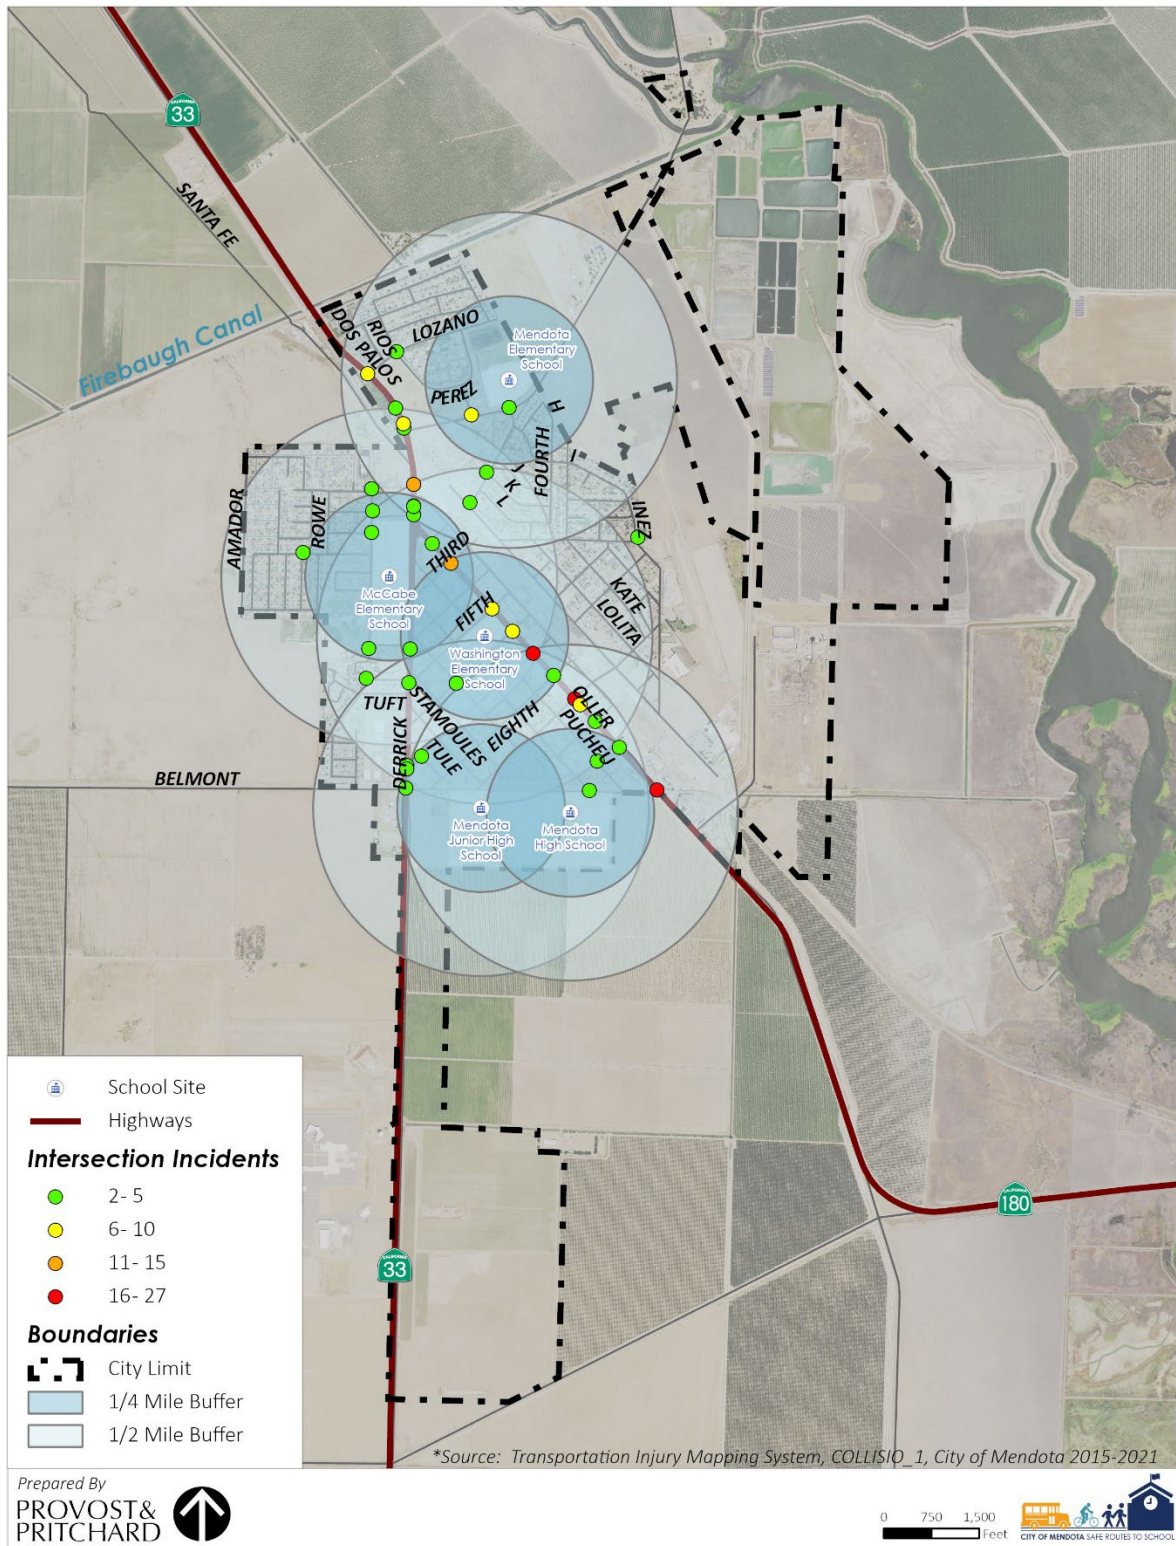 CALIFORNIA
33
SANTA FE
Firebaugh Canal
DOS PALOS
RIOS
LOZANO
Mendota
Elementary
School
PEREZ
H
FOURTH
I
J
K
L
AMADOR
ROWE
INEZ
THIRD
McCabe
Elementary
School
FIFTH
KATE
LOLITA
Washington
Elementary
School
TUFT
STAMOULES
EIGHTH
OLLER
PUCHEU
DERRICK
TULE
BELMONT
Mendota
Junior High
School
Mendota
High School
School Site
Highways
Intersection Incidents
2- 5
6- 10
11- 15
16- 27
Boundaries
City Limit
1/4 Mile Buffer
1/2 Mile Buffer
CALIFORNIA
33
CALIFORNIA
180
*Source: Transportation Injury Mapping System, COLLISIO_1, City of Mendota 2015-2021
Prepared By
PROVOST&
PRITCHARD
0 750 1,500
Feet
CITY OF MENDOTA SAFE ROUTES TO SCHOOL